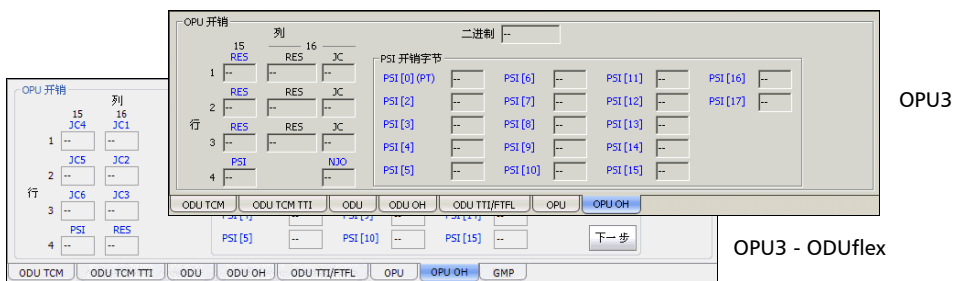 OPU 开销
列
二进制 --
15 16
RES RES JC
PSI 开销字节
1 -- -- --
PSI [0] (PT) -- PSI [6] -- PSI [11] -- PSI [16] --
RES RES JC
2 -- -- --
PSI [2] -- PSI [7] -- PSI [12] -- PSI [17] --
OPU3
行
RES RES JC
PSI [3] -- PSI [8] -- PSI [13] --
3 -- -- --
PSI [4] -- PSI [9] -- PSI [14] --
PSI NJO
4 -- --
PSI [5] -- PSI [10] -- PSI [15] --
ODU TCM ODU TCM TTI ODU ODU OH ODU TTI/FTFL OPU OPU OH
OPU 开销
列
15 16
JC4 JC1
1 -- --
JC5 JC2
2 -- --
行
JC6 JC3
3 -- --
PSI RES
4 -- --
PSI [5] -- PSI [10] -- PSI [15] --
下一步
OPU3 - ODUflex
ODU TCM ODU TCM TTI ODU ODU OH ODU TTI/FTFL OPU OPU OH GMP